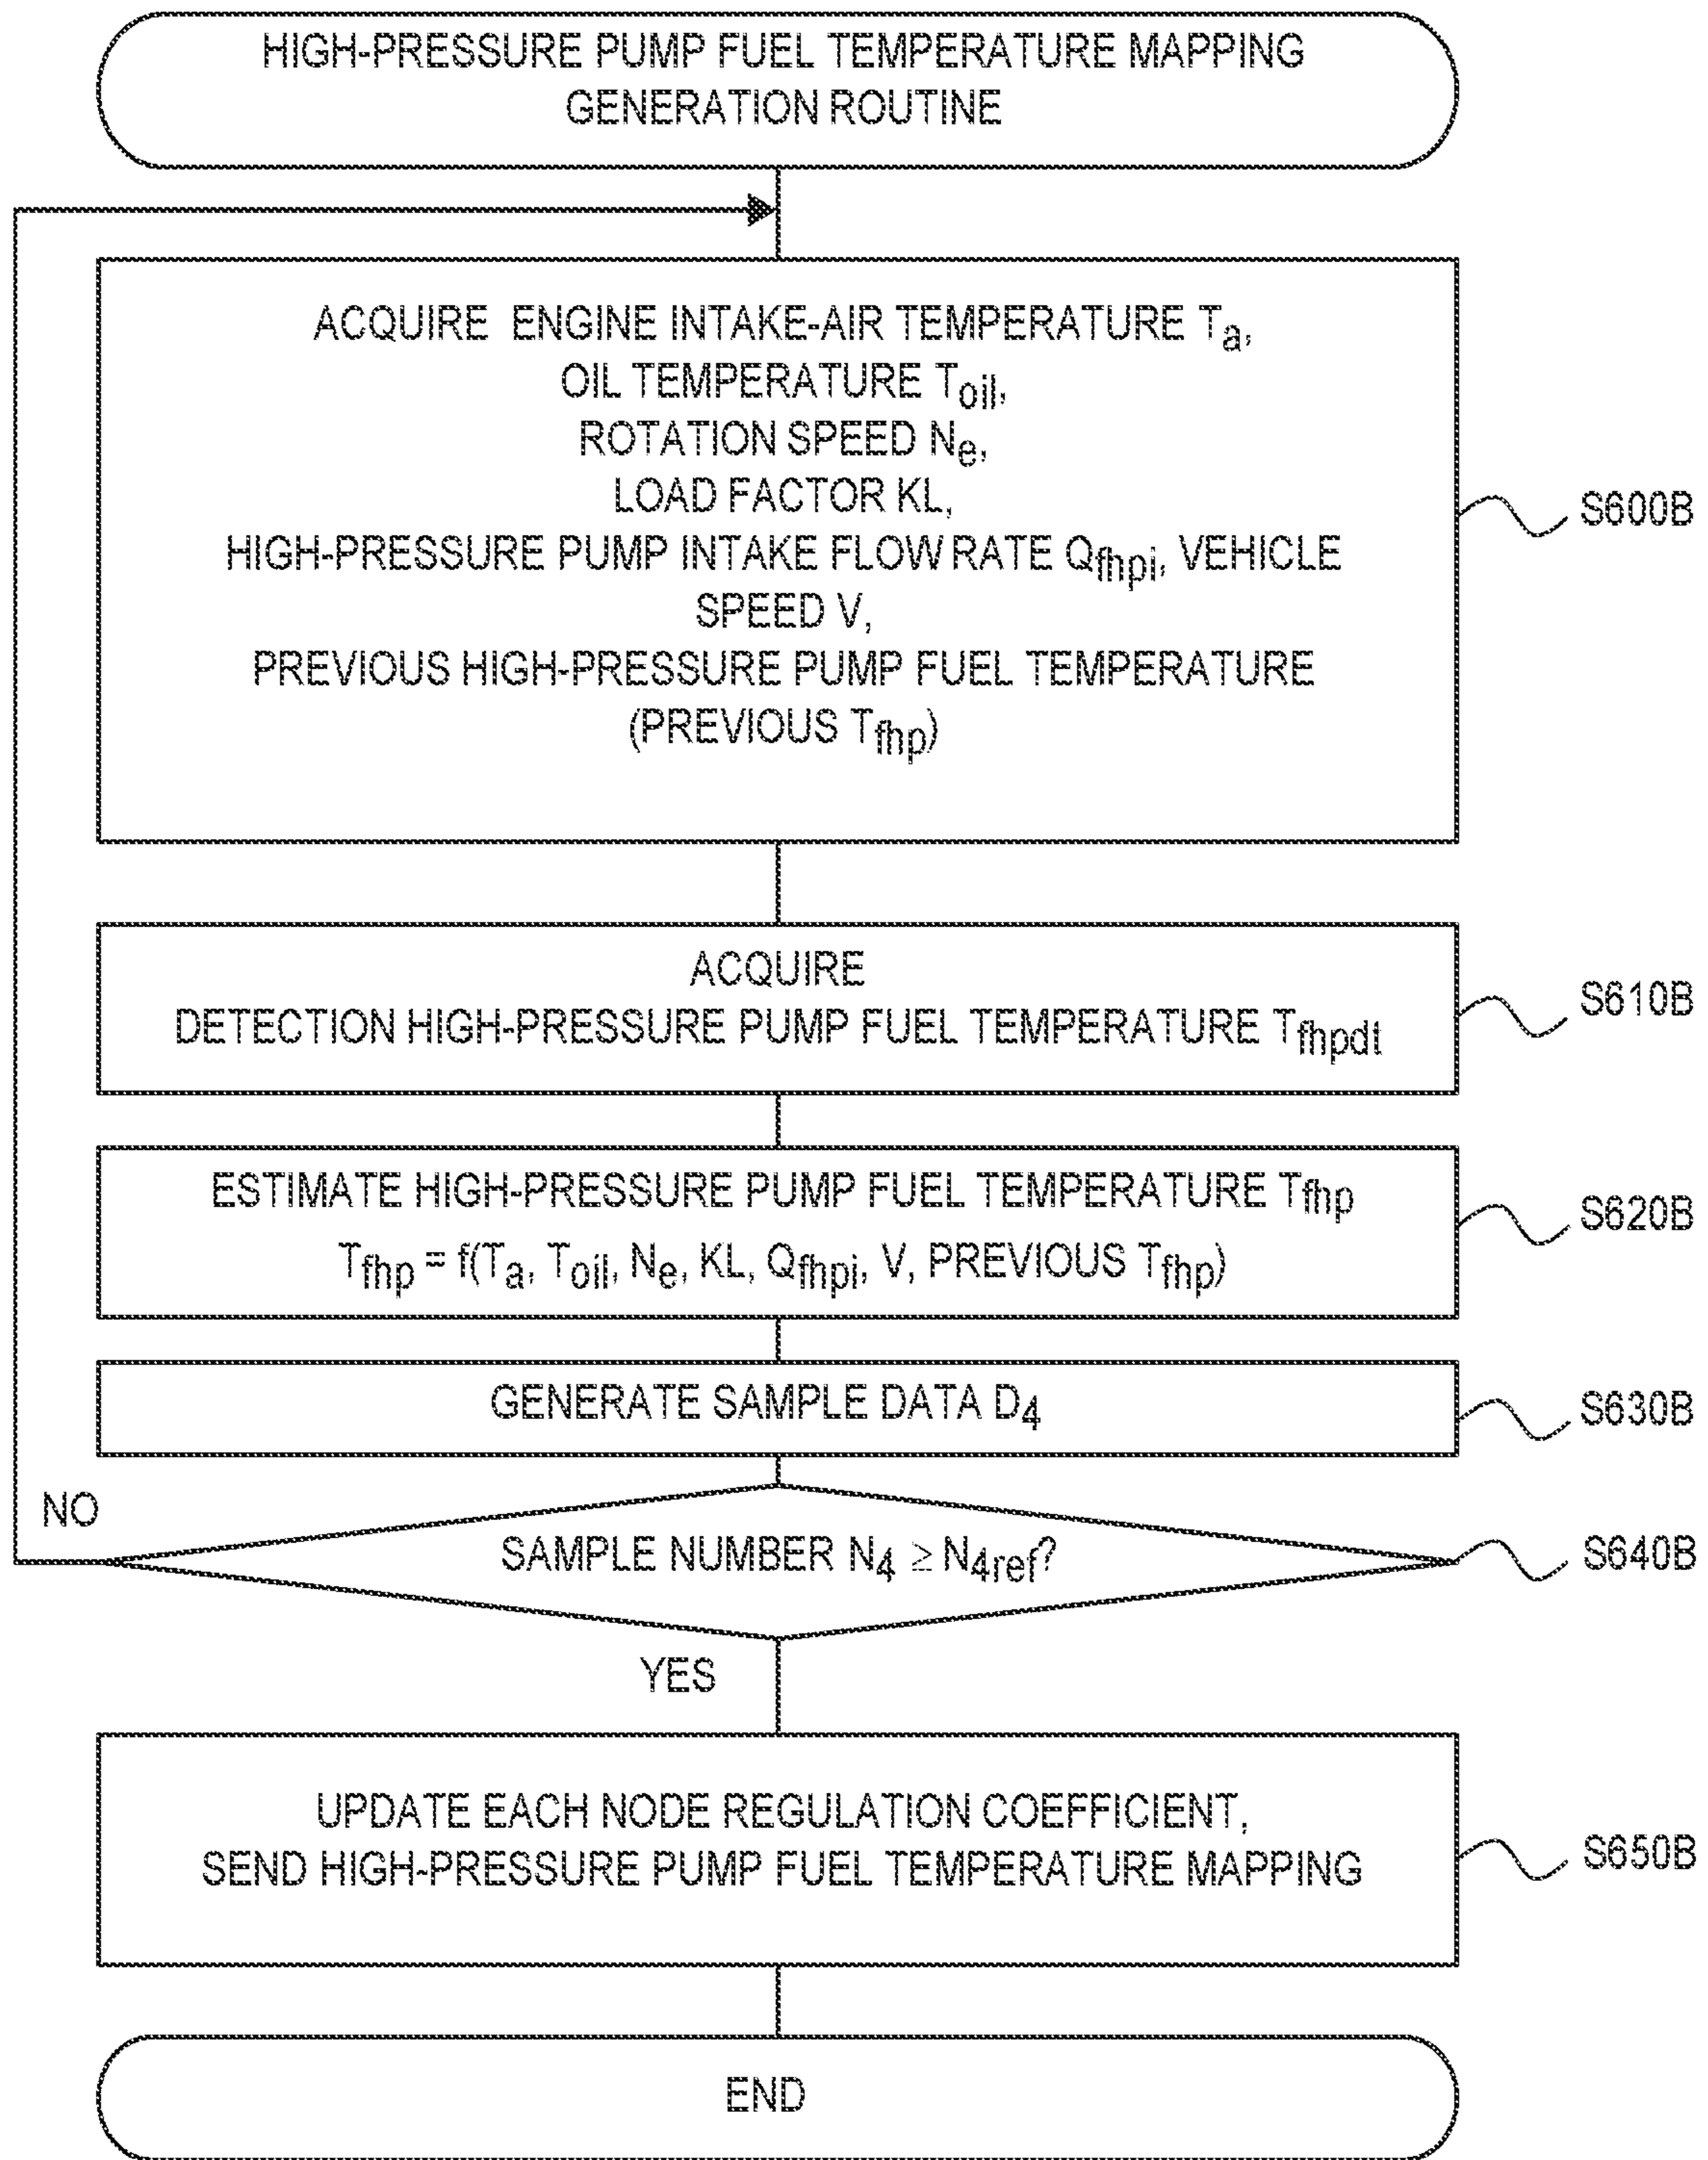 HIGH-PRESSURE PUMP FUEL TEMPERATURE MAPPING
GENERATION ROUTINE
ACQUIRE ENGINE INTAKE-AIR TEMPERATURE Ta,
OIL TEMPERATURE Toil,
ROTATION SPEED Ne,
LOAD FACTOR KL,
HIGH-PRESSURE PUMP INTAKE FLOW RATE Qfhpi, VEHICLE
SPEED V,
PREVIOUS HIGH-PRESSURE PUMP FUEL TEMPERATURE
(PREVIOUS Tfhp)
S600B
ACQUIRE
DETECTION HIGH-PRESSURE PUMP FUEL TEMPERATURE Tfhpdt
S610B
ESTIMATE HIGH-PRESSURE PUMP FUEL TEMPERATURE Tfhp
Tfhp = f(Ta, Toil, Ne, KL, Qfhpi, V, PREVIOUS Tfhp)
S620B
GENERATE SAMPLE DATA D4
S630B
NO
SAMPLE NUMBER N4 ≥ N4ref?
S640B
YES
UPDATE EACH NODE REGULATION COEFFICIENT,
SEND HIGH-PRESSURE PUMP FUEL TEMPERATURE MAPPING
S650B
END